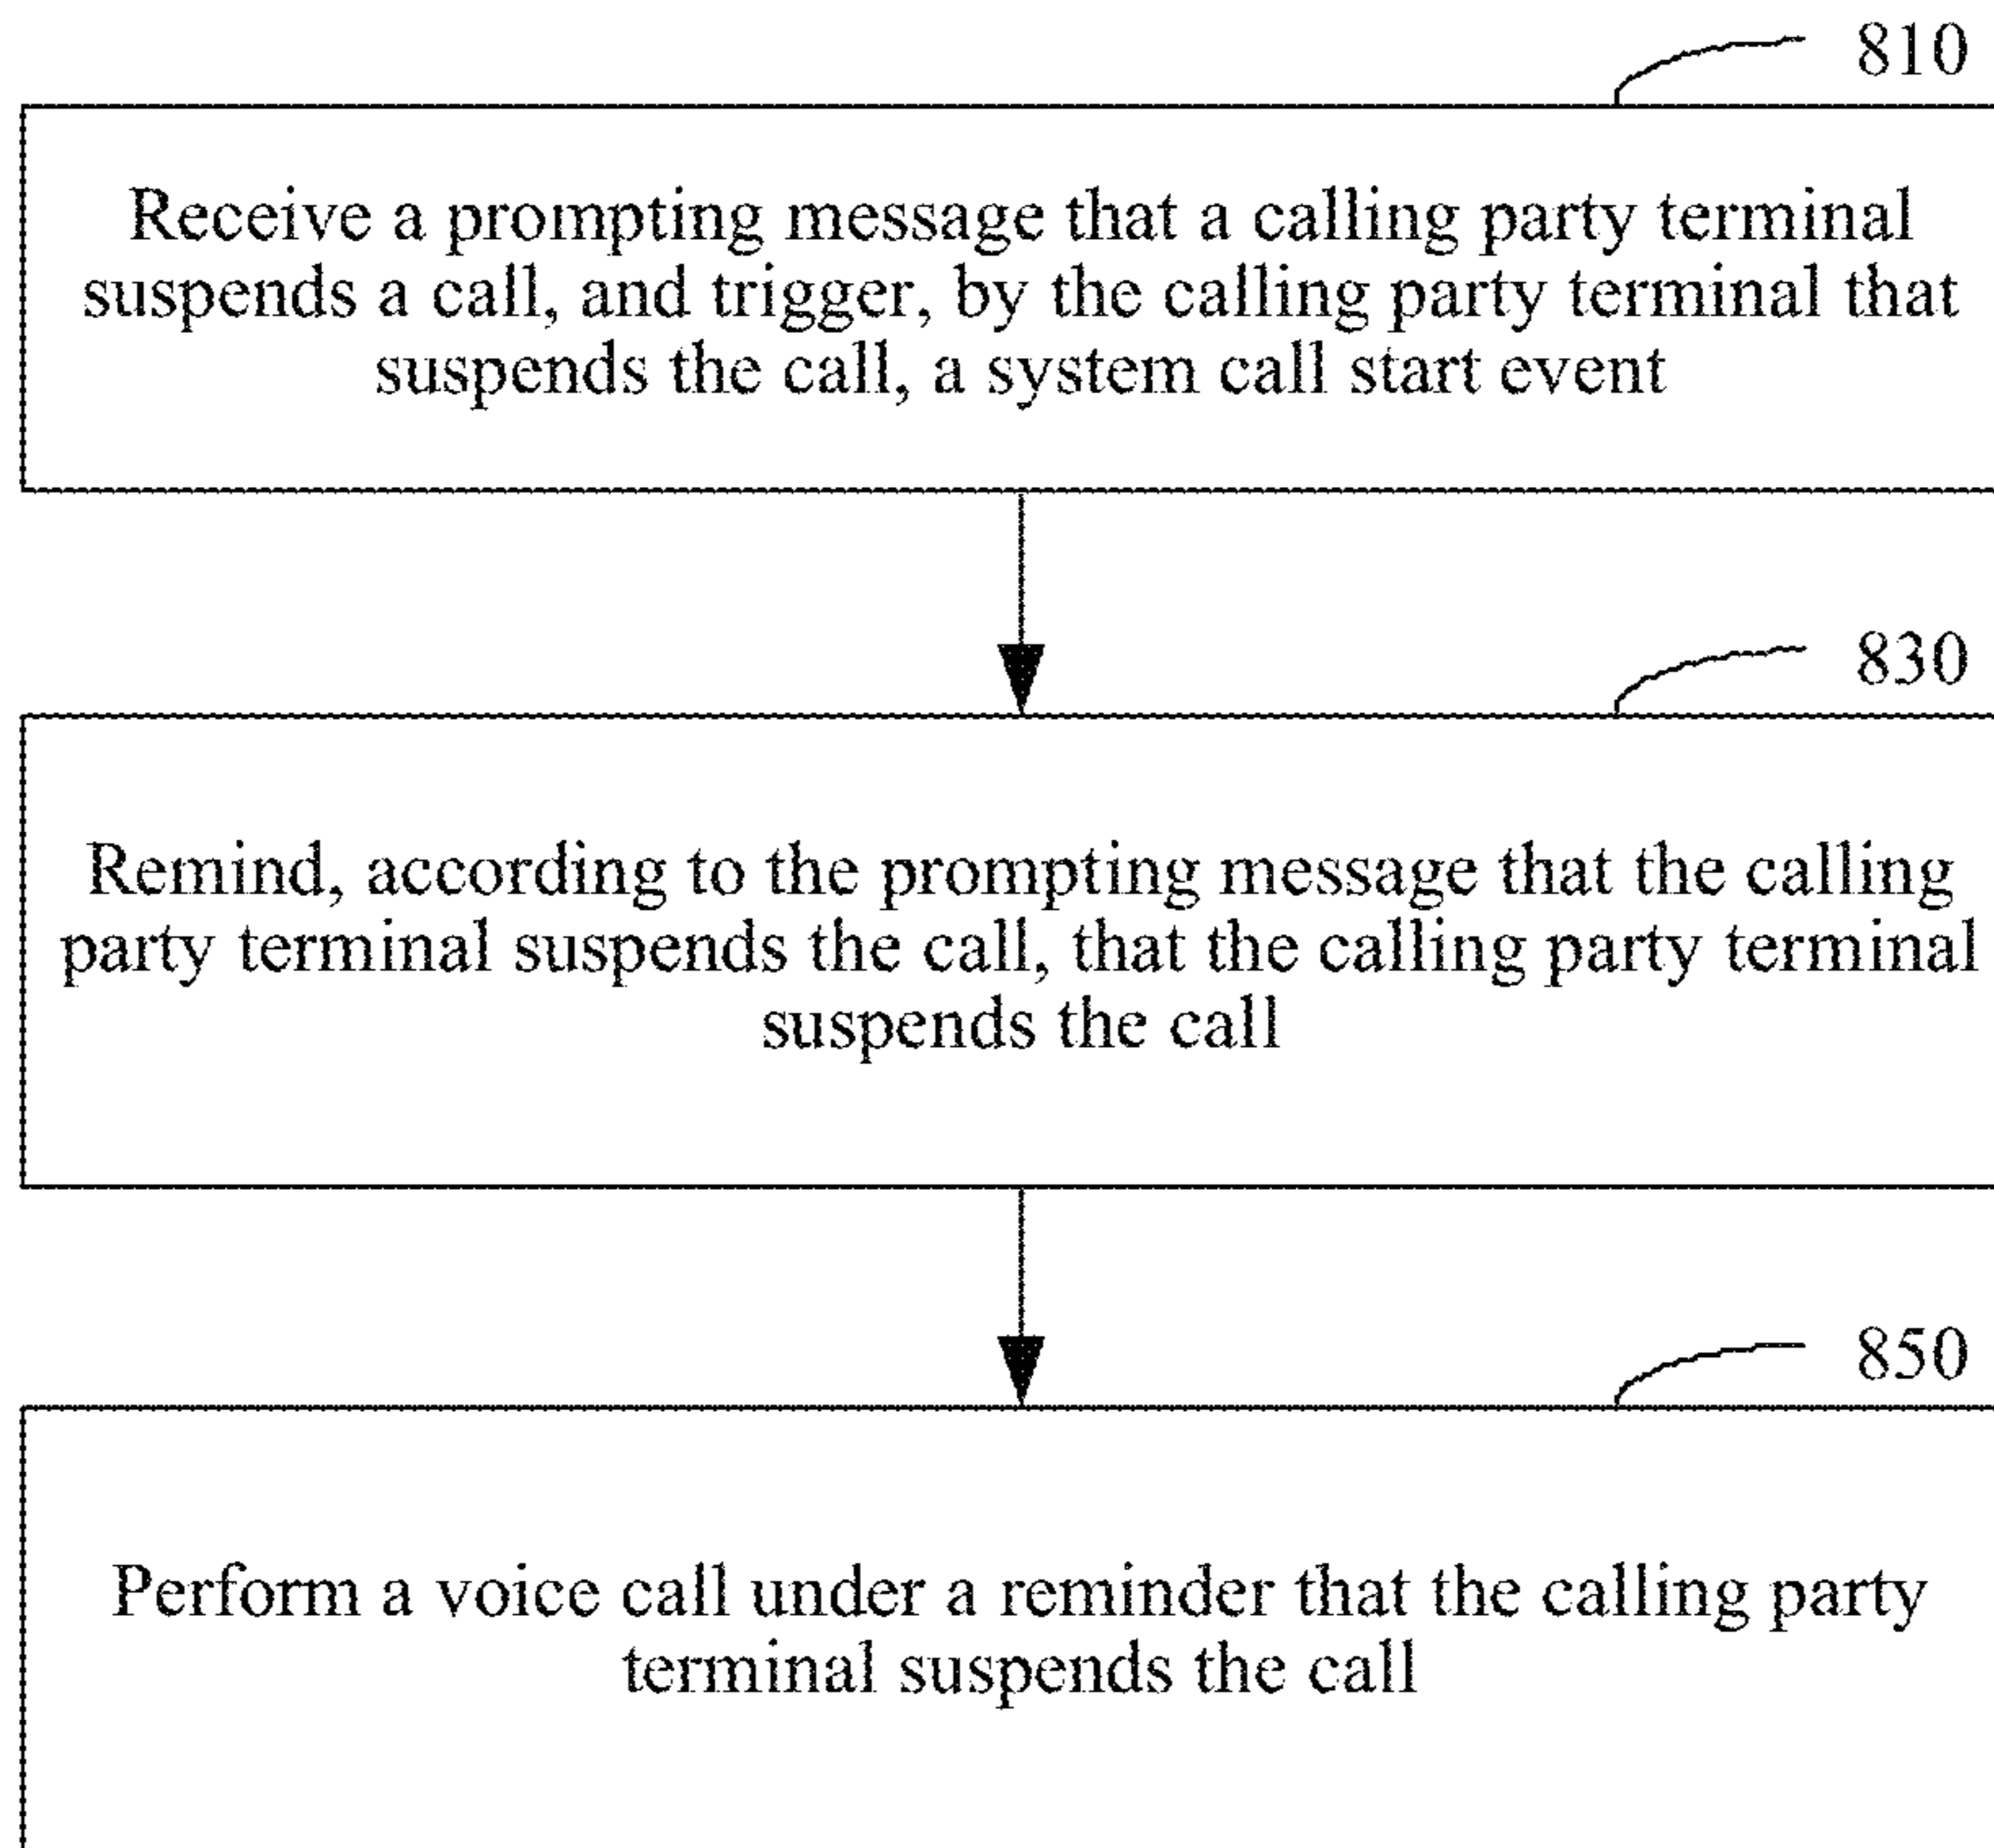 810
Receive a prompting message that a calling party terminal
suspends a call, and trigger, by the calling party terminal that
suspends the call, a system call start event
830
Remind, according to the prompting message that the calling
party terminal suspends the call, that the calling party terminal
suspends the call
850
Perform a voice call under a reminder that the calling party
terminal suspends the call